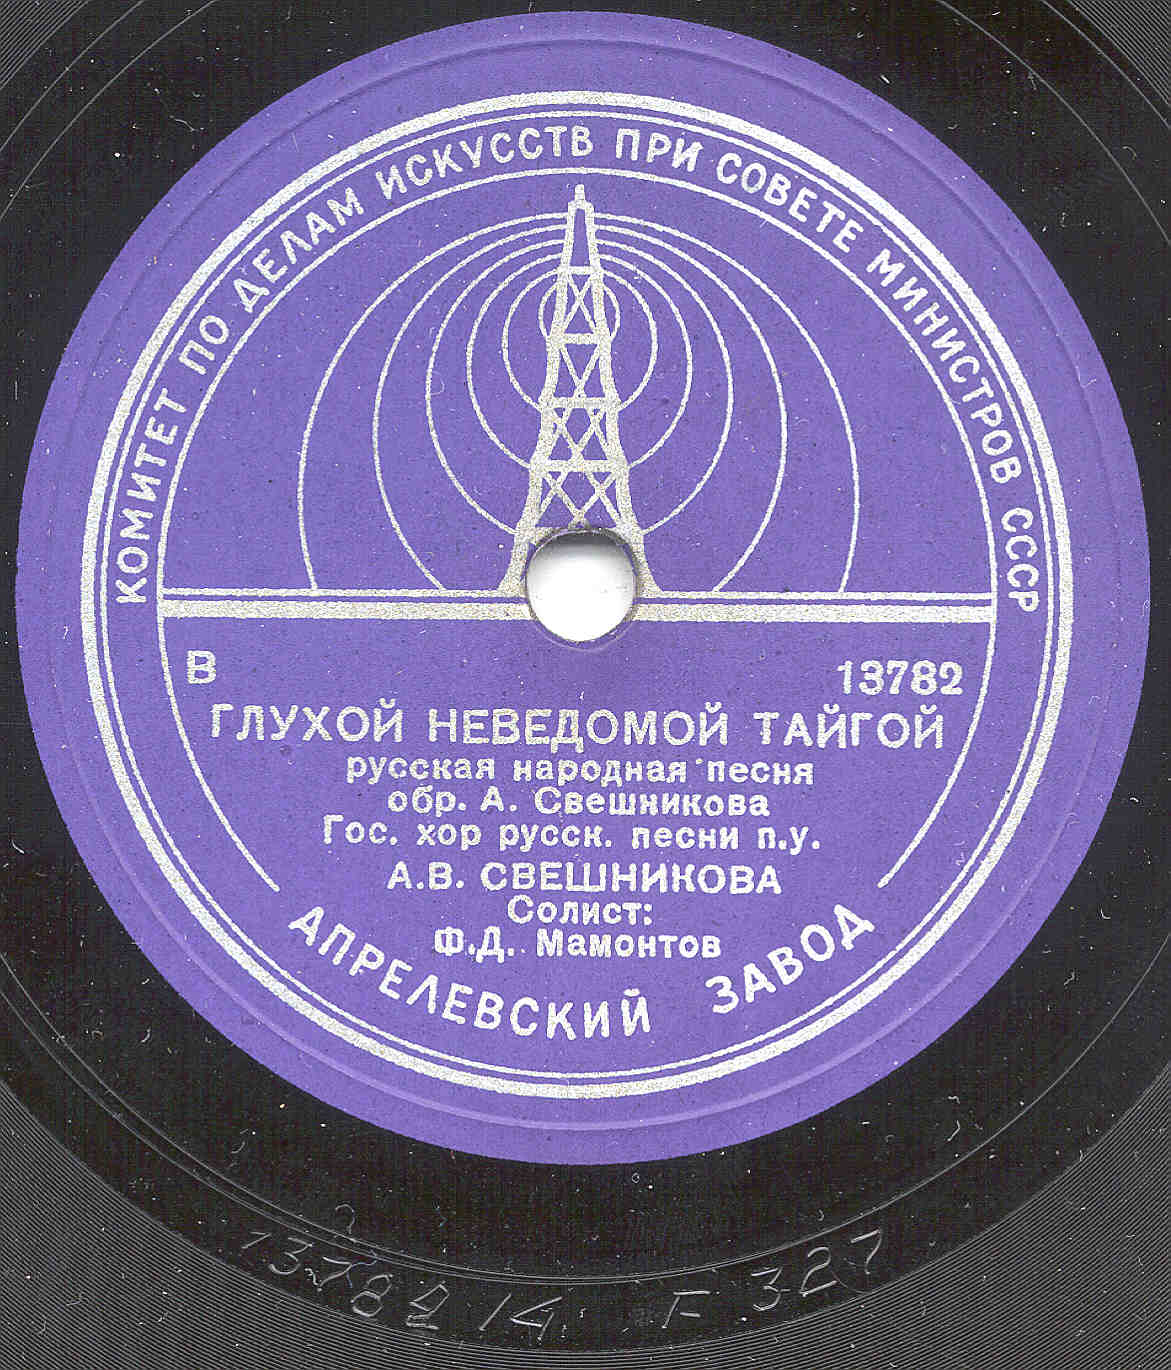 КОМИТЕТ ПО ДЕЛАМ ИСКУССТВ ПРИ СОВЕТЕ МИНИСТРОВ СССР
В 13782
ГЛУХОЙ НЕВЕДОМОЙ ТАЙГОЙ
русская народная песня
обр. А. Свешникова
Гос. хор русск. песни п.у.
А.В. СВЕШНИКОВА
Солист:
Ф.Д. Мамонтов
АПРЕЛЕВСКИЙ ЗАВОД
F 327